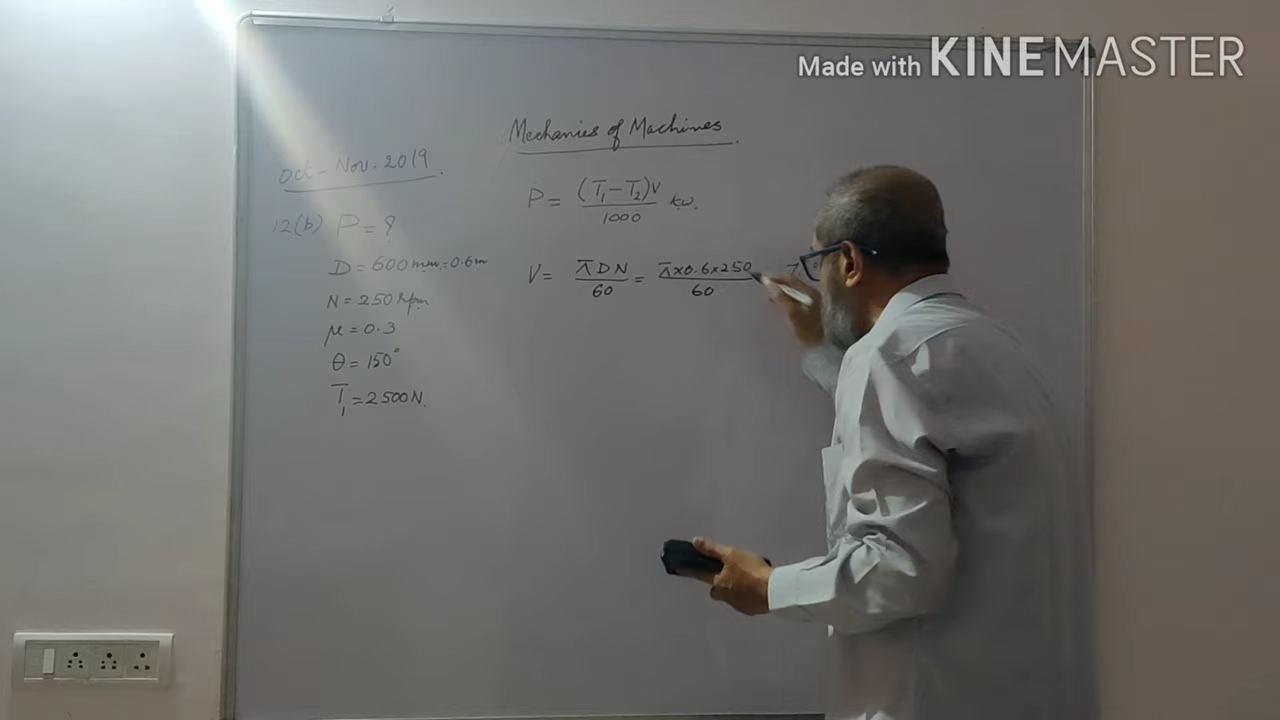 Made with KINEMASTER
Mechanics of Machines
Oct - Nov. 2019.
12(b) P = ?
D = 600 mm = 0.6m
N = 250 rpm
μ = 0.3
θ = 150°
T₁ = 2500 N.
P = (T₁ - T₂)V / 1000 kw.
V = πDN / 60 = π×0.6×250 / 60